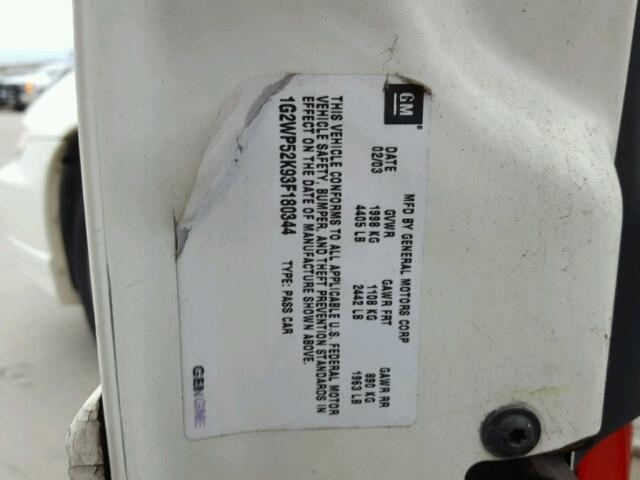 GM
MFD BY GENERAL MOTORS CORP
DATE GVWR GAWR FRT GAWR RR
02/03 1998 KG 1108 KG 890 KG
4405 LB 2442 LB 1963 LB
THIS VEHICLE CONFORMS TO ALL APPLICABLE U.S. FEDERAL MOTOR
VEHICLE SAFETY, BUMPER, AND THEFT PREVENTION STANDARDS IN
EFFECT ON THE DATE OF MANUFACTURE SHOWN ABOVE.
1G2WP52K93F180344 TYPE: PASS CAR